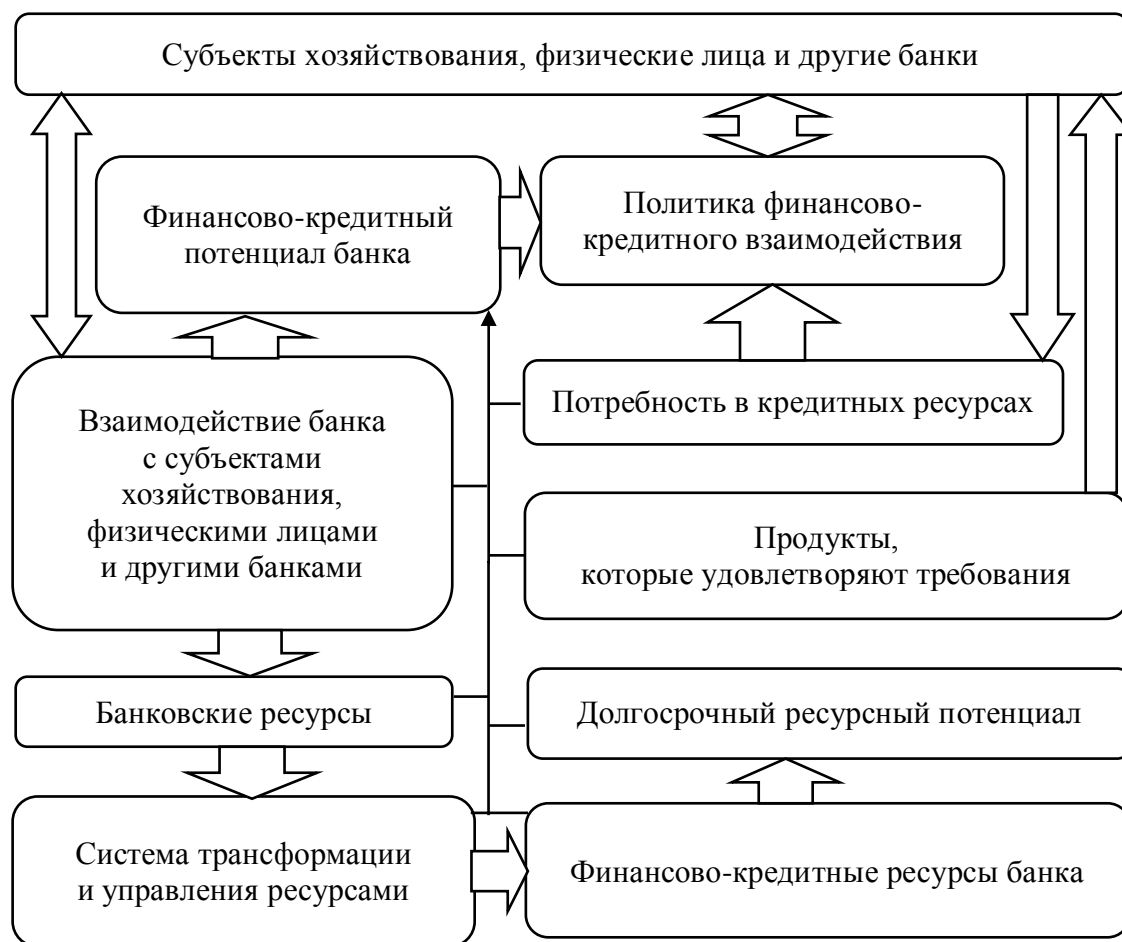 Субъекты хозяйствования, физические лица и другие банки
Финансово-кредитный
потенциал банка
Политика финансово-
кредитного взаимодействия
Взаимодействие банка
с субъектами
хозяйствования,
физическими лицами
и другими банками
Потребность в кредитных ресурсах
Продукты,
которые удовлетворяют требования
Банковские ресурсы
Долгосрочный ресурсный потенциал
Система трансформации
и управления ресурсами
Финансово-кредитные ресурсы банка